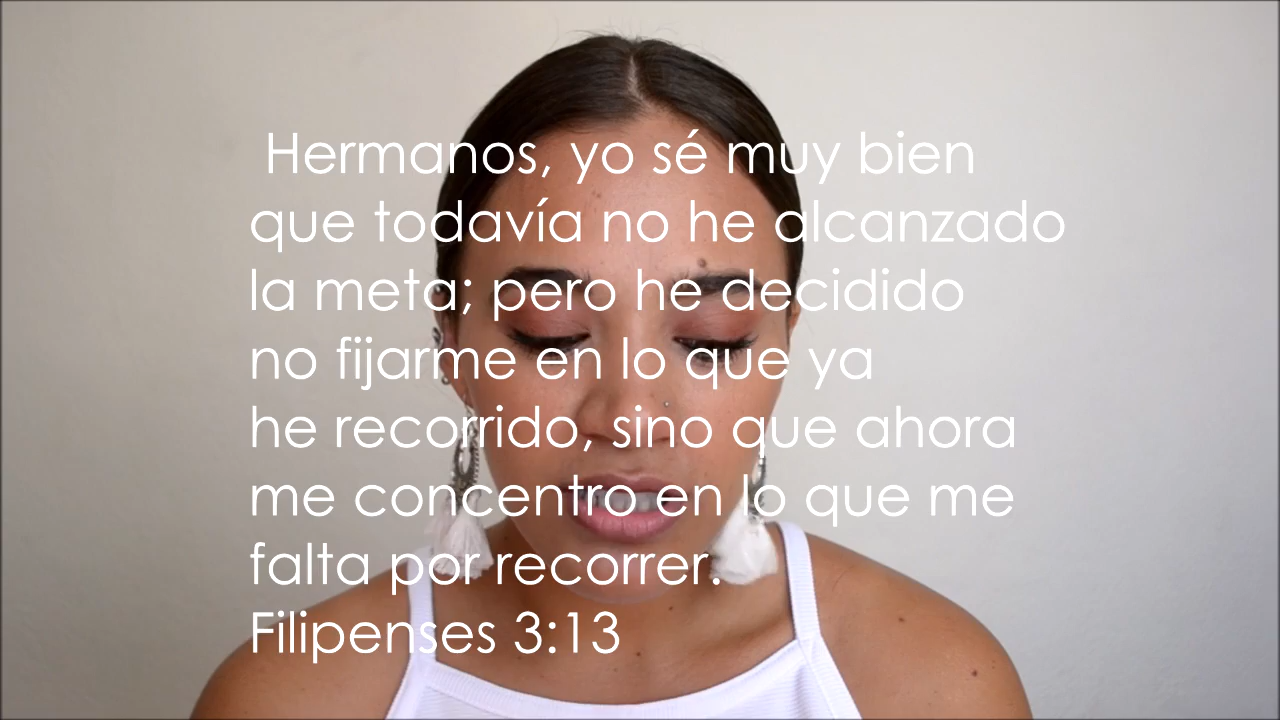 Hermanos, yo sé muy bien
que todavía no he alcanzado
la meta; pero he decidido
no fijarme en lo que ya
he recorrido, sino que ahora
me concentro en lo que me
falta por recorrer.
Filipenses 3:13